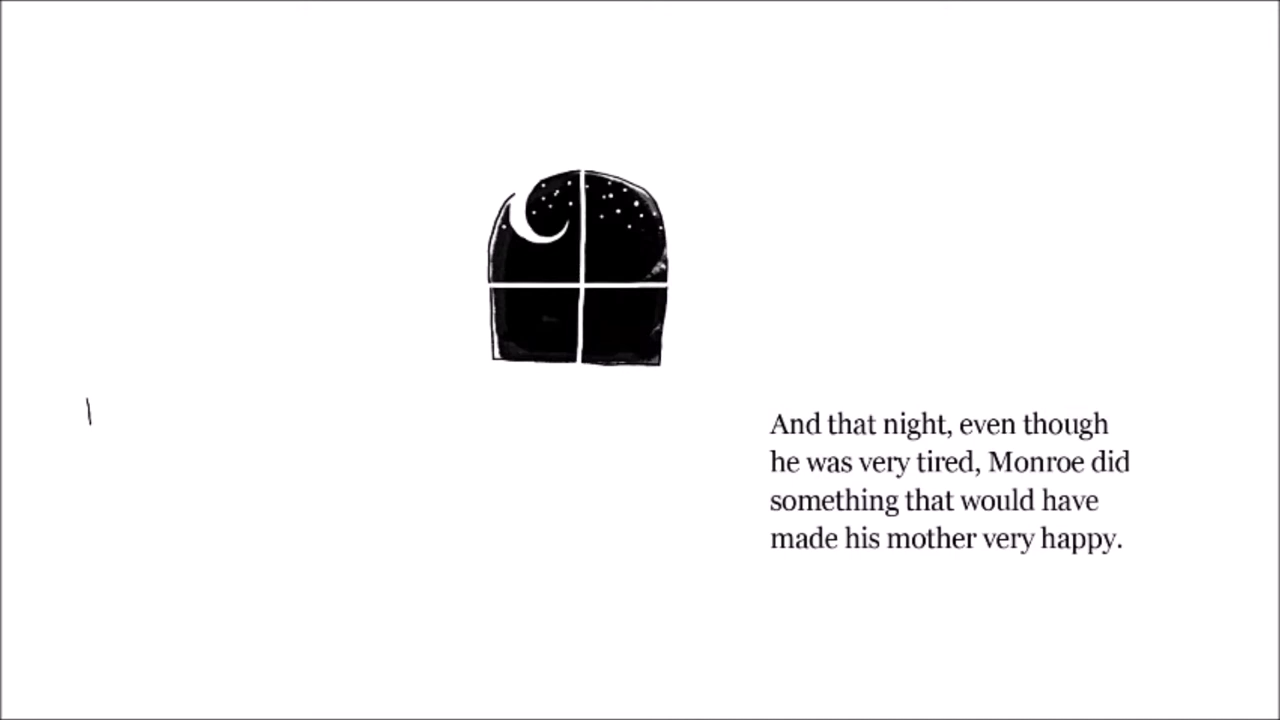 And that night, even though
he was very tired, Monroe did
something that would have
made his mother very happy.